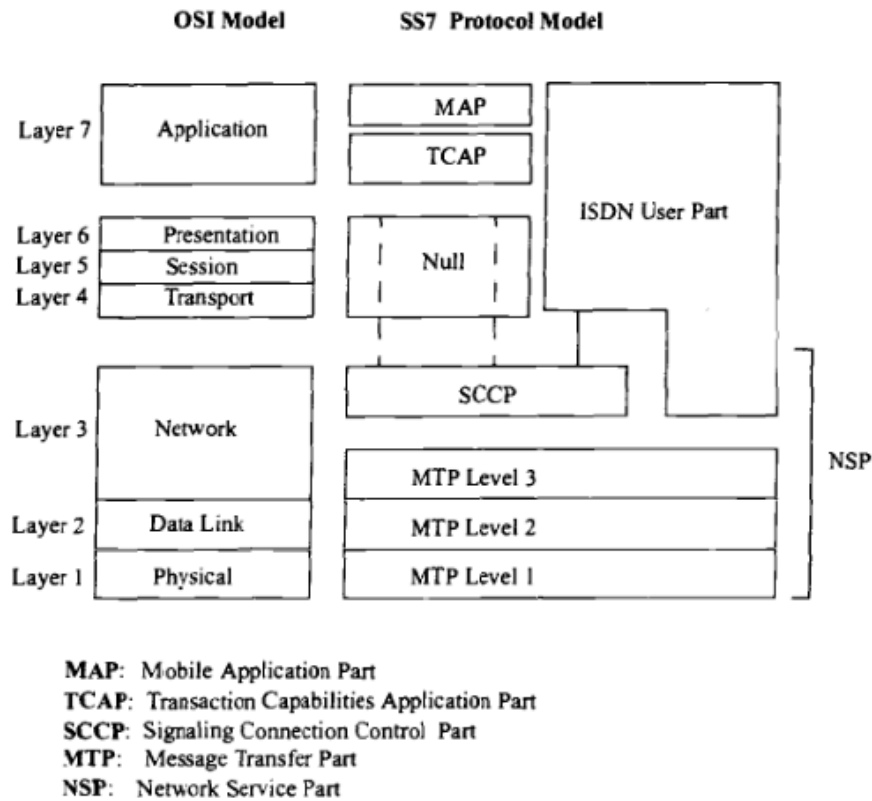 OSI Model
SS7 Protocol Model
Layer 7
Application
MAP
TCAP
ISDN User Part
Layer 6
Presentation
Layer 5
Session
Null
Layer 4
Transport
SCCP
Layer 3
Network
NSP
MTP Level 3
Layer 2
Data Link
MTP Level 2
Layer 1
Physical
MTP Level 1
MAP: Mobile Application Part
TCAP: Transaction Capabilities Application Part
SCCP: Signaling Connection Control Part
MTP: Message Transfer Part
NSP: Network Service Part